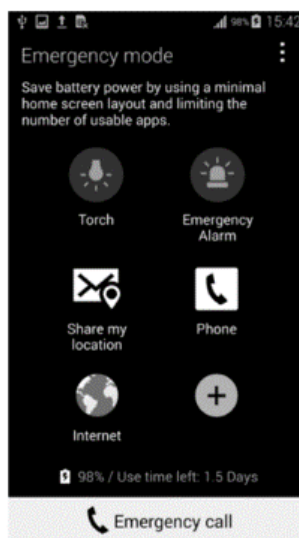 98% 15:42
Emergency mode
Save battery power by using a minimal
home screen layout and limiting the
number of usable apps.
Torch
Emergency
Alarm
Share my
location
Phone
Internet
98% / Use time left: 1.5 Days
Emergency call